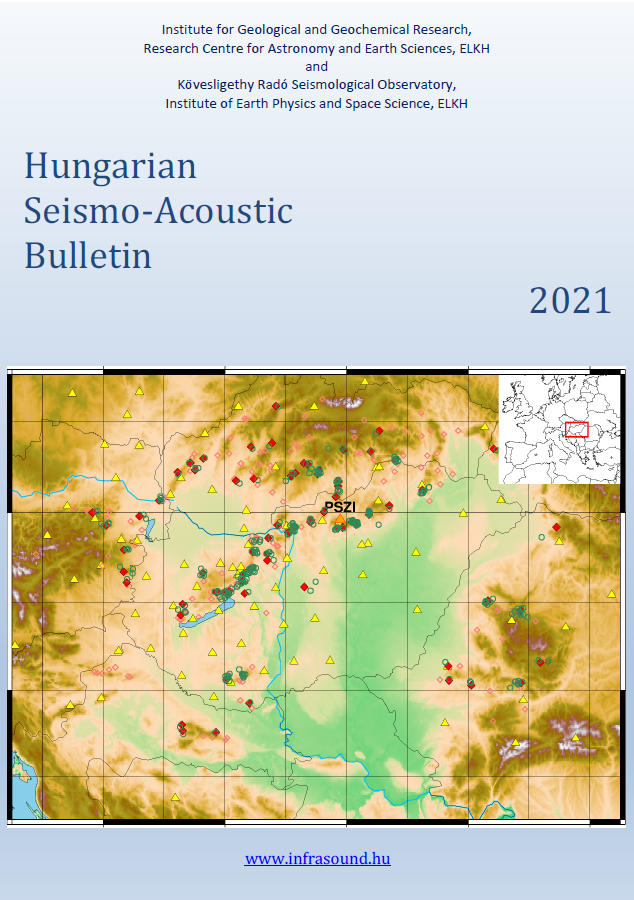 Institute for Geological and Geochemical Research,
Research Centre for Astronomy and Earth Sciences, ELKH
and
Kövesligethy Radó Seismological Observatory,
Institute of Earth Physics and Space Science, ELKH
Hungarian
Seismo-Acoustic
Bulletin
2021
PSZI
www.infrasound.hu